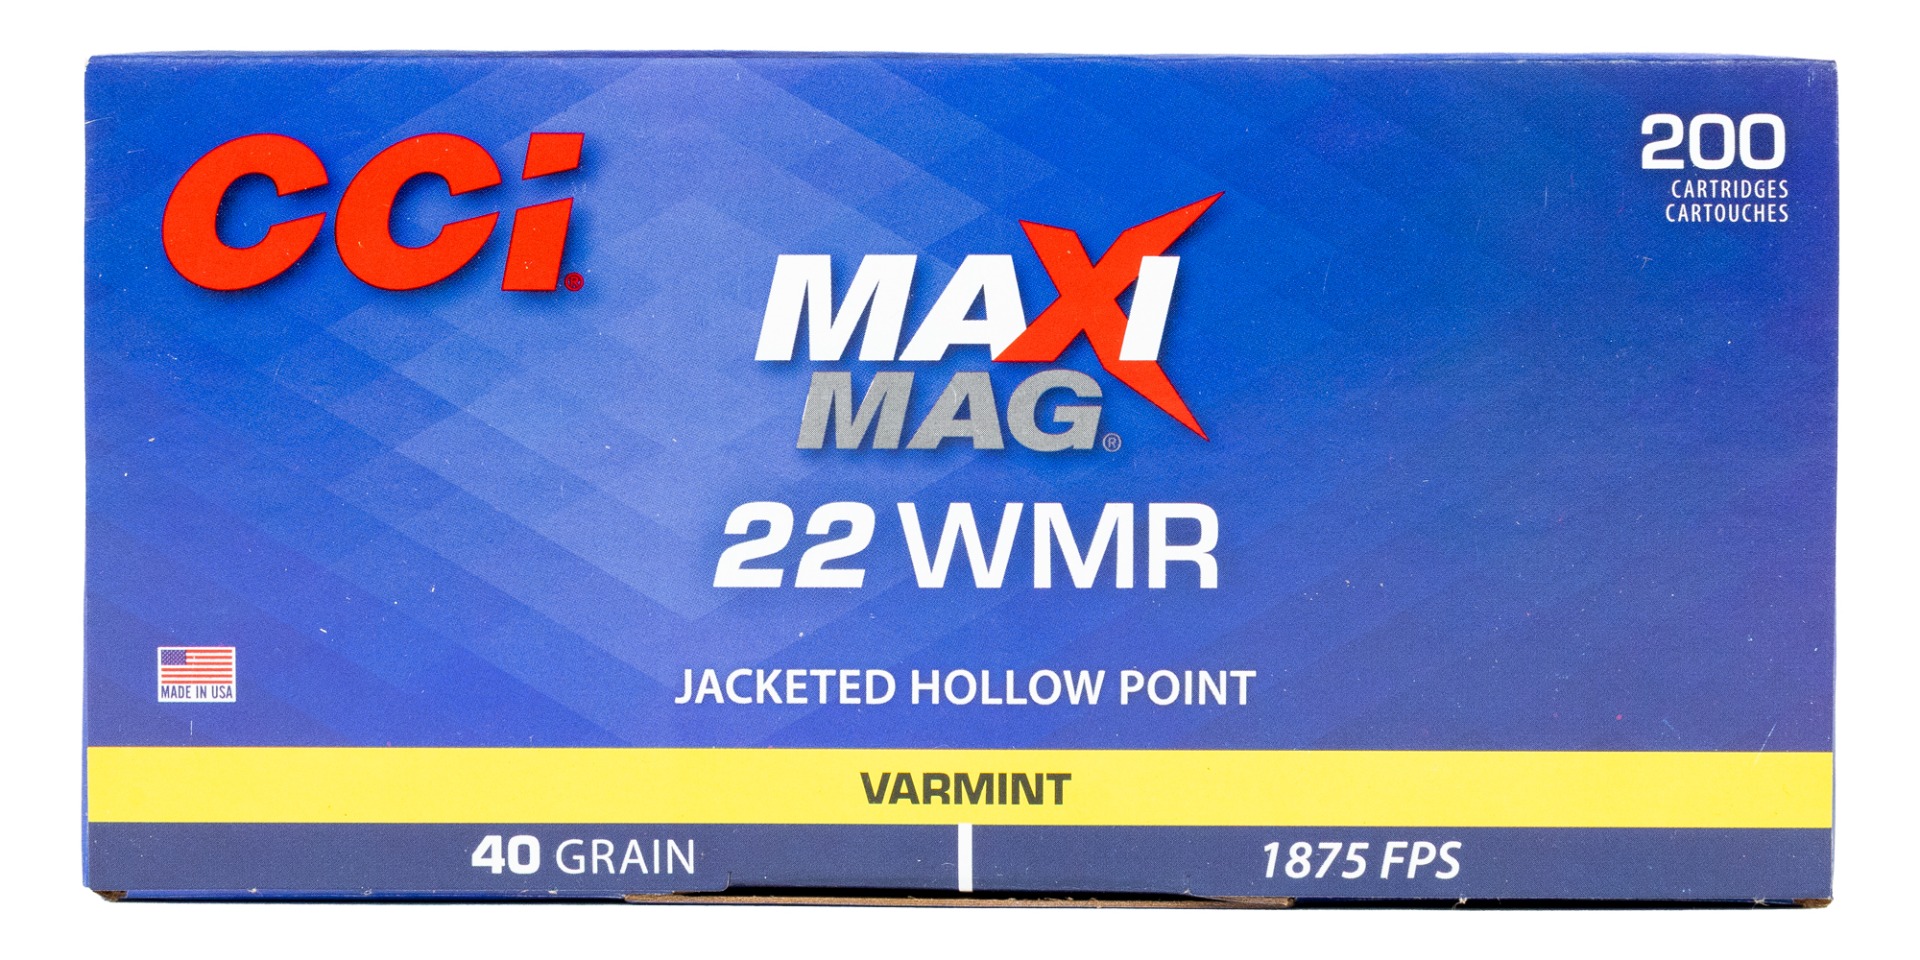 CCi®
200
CARTRIDGES
CARTOUCHES
MAXI
MAG®
22 WMR
MADE IN USA
JACKETED HOLLOW POINT
VARMINT
40 GRAIN
1875 FPS